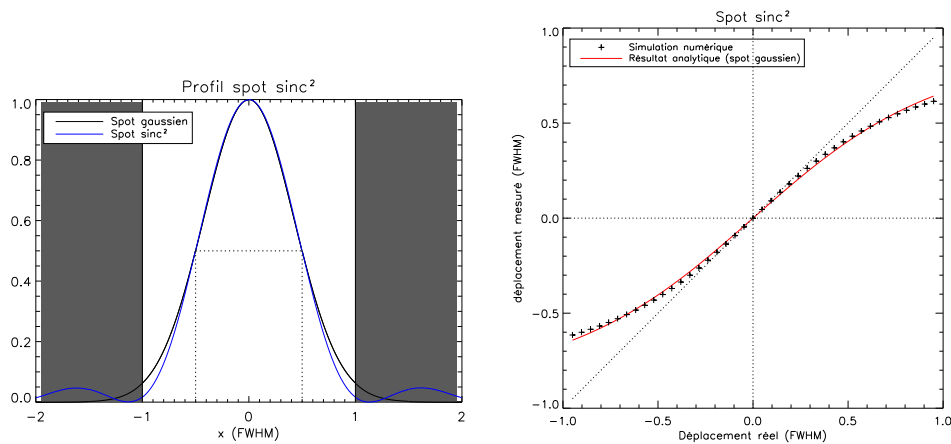 Profil spot sinc²
1.0
0.8
0.6
0.4
0.2
0.0
Spot gaussien
Spot sinc²
−2
−1
0
1
2
x (FWHM)
Spot sinc²
1.0
0.5
0.0
−0.5
−1.0
déplacement mesuré (FWHM)
Simulation numérique
Résultat analytique (spot gaussien)
−1.0
−0.5
0.0
0.5
1.0
Déplacement réel (FWHM)